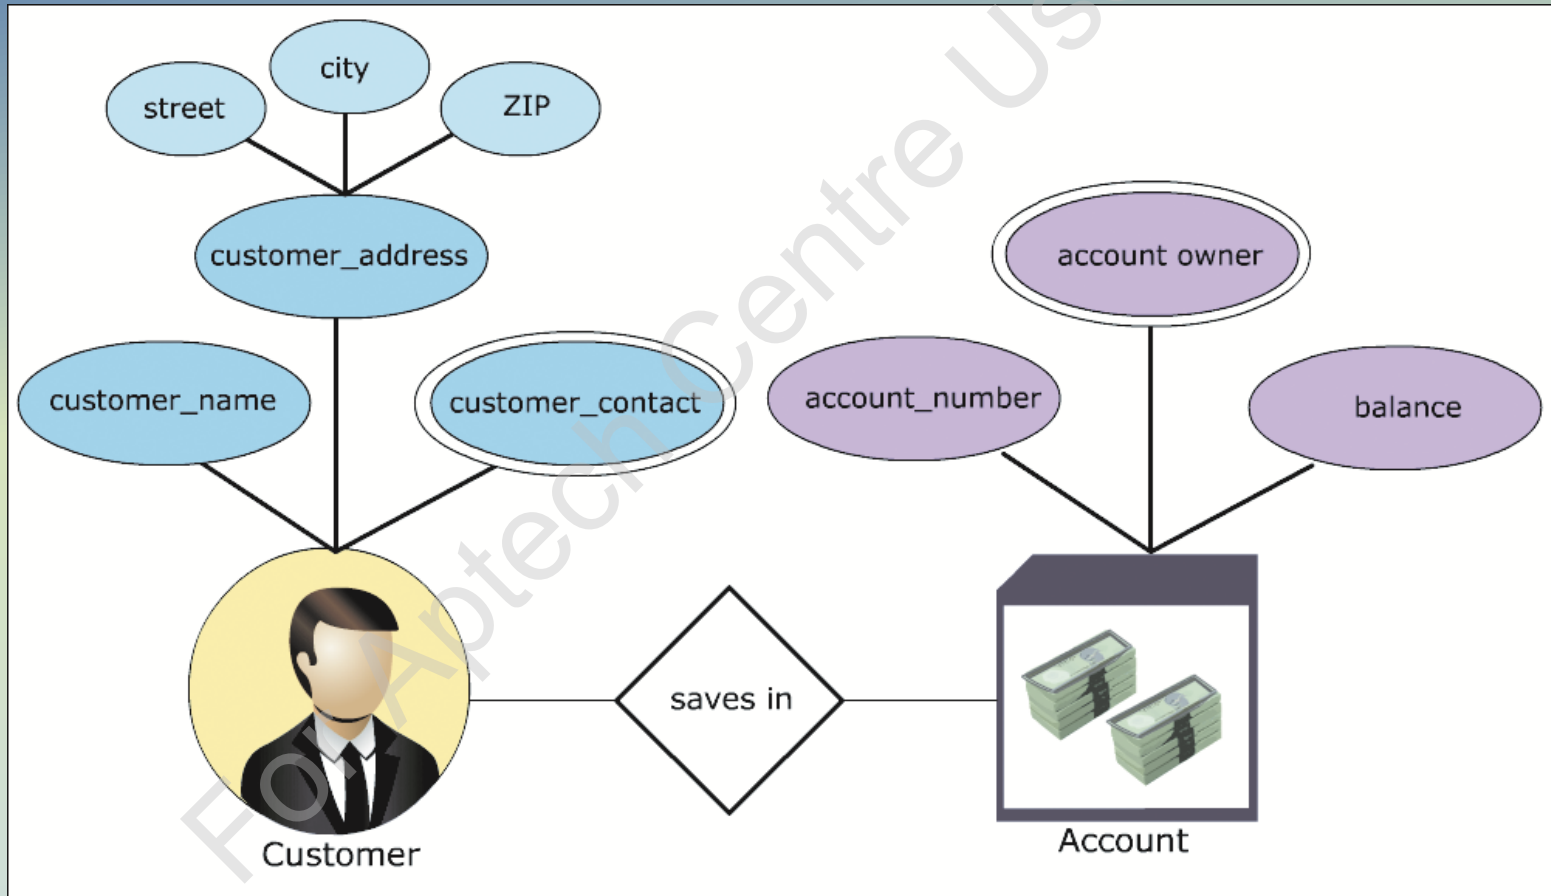 city
street
ZIP
customer_address
account owner
customer_name
customer_contact
account_number
balance
saves in
Customer
Account
For Aptech Centre Us